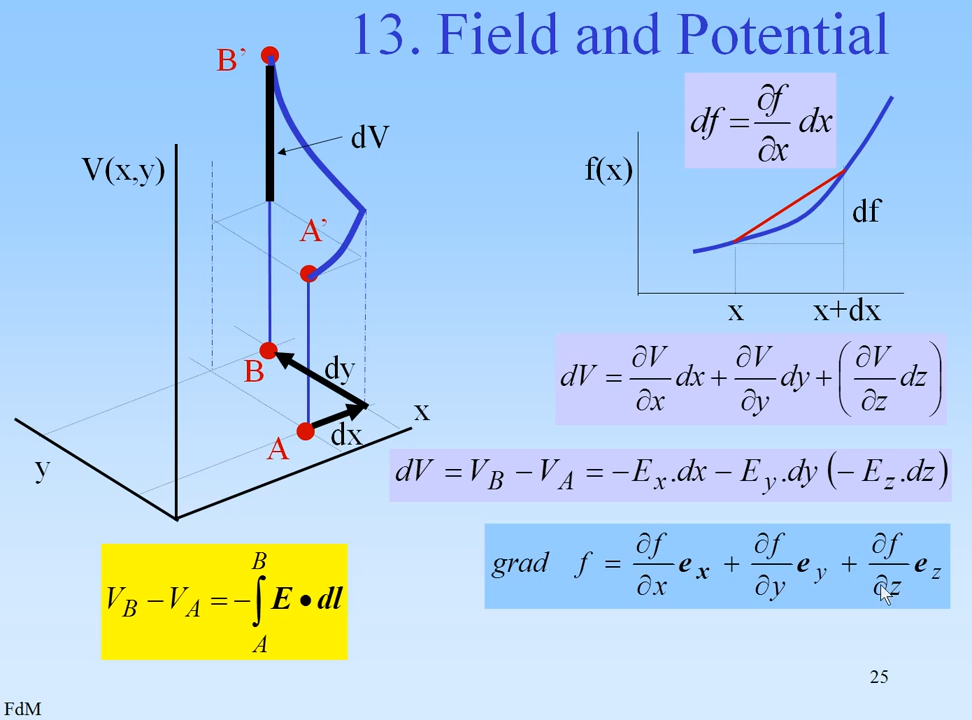 13. Field and Potential
B’
dV
V(x,y)
A’
B
dy
dx
A
x
y
df = ∂f/∂x dx
f(x)
df
x
x+dx
dV = ∂V/∂x dx + ∂V/∂y dy + (∂V/∂z dz)
dV = V_B − V_A = −E_x.dx − E_y.dy (− E_z.dz)
grad f = ∂f/∂x e_x + ∂f/∂y e_y + ∂f/∂z e_z
V_B − V_A = −∫_A^B E • dl
25
FdM